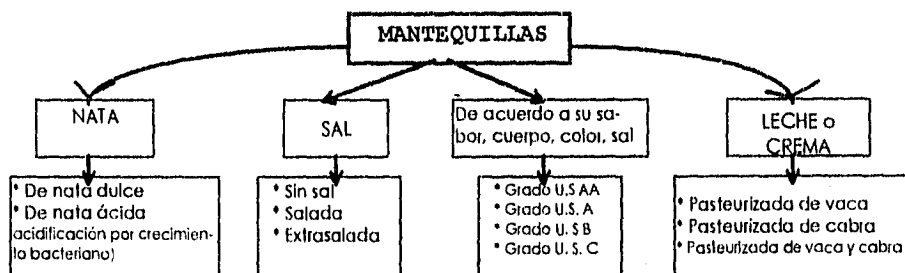 MANTEQUILLAS
NATA
SAL
De acuerdo a su sa-
bor, cuerpo, color, sal
LECHE o
CREMA
* De nata dulce
* De nata ácida
acidificación por crecimien-
to bacteriano)
* Sin sal
* Salada
* Extrasalada
* Grado U.S AA
* Grado U.S. A
* Grado U. S B
* Grado U. S. C
* Pasteurizada de vaca
* Pasteurizada de cabra
* Pasteurizada de vaca y cabra